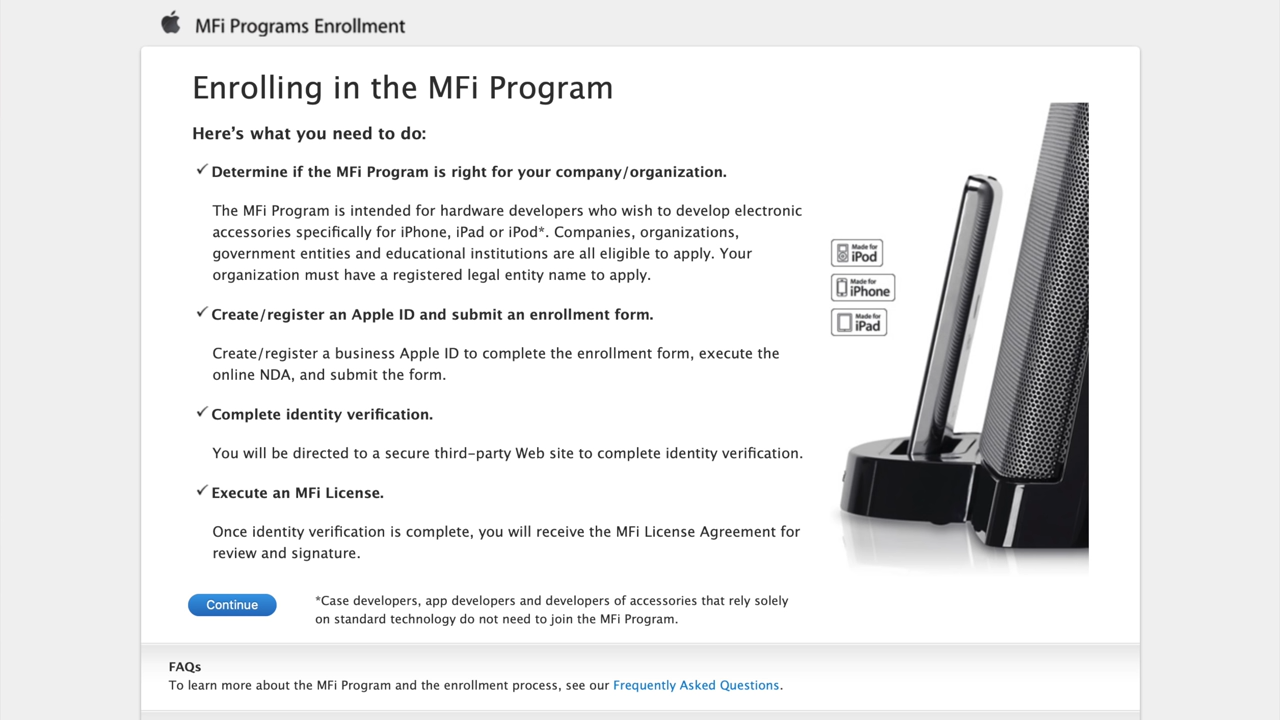 MFi Programs Enrollment
Enrolling in the MFi Program
Here's what you need to do:
✓ Determine if the MFi Program is right for your company/organization.
The MFi Program is intended for hardware developers who wish to develop electronic
accessories specifically for iPhone, iPad or iPod*. Companies, organizations,
government entities and educational institutions are all eligible to apply. Your
organization must have a registered legal entity name to apply.
✓ Create/register an Apple ID and submit an enrollment form.
Create/register a business Apple ID to complete the enrollment form, execute the
online NDA, and submit the form.
✓ Complete identity verification.
You will be directed to a secure third-party Web site to complete identity verification.
✓ Execute an MFi License.
Once identity verification is complete, you will receive the MFi License Agreement for
review and signature.
Made for
iPod
Made for
iPhone
Made for
iPad
Continue
*Case developers, app developers and developers of accessories that rely solely
on standard technology do not need to join the MFi Program.
FAQs
To learn more about the MFi Program and the enrollment process, see our Frequently Asked Questions.